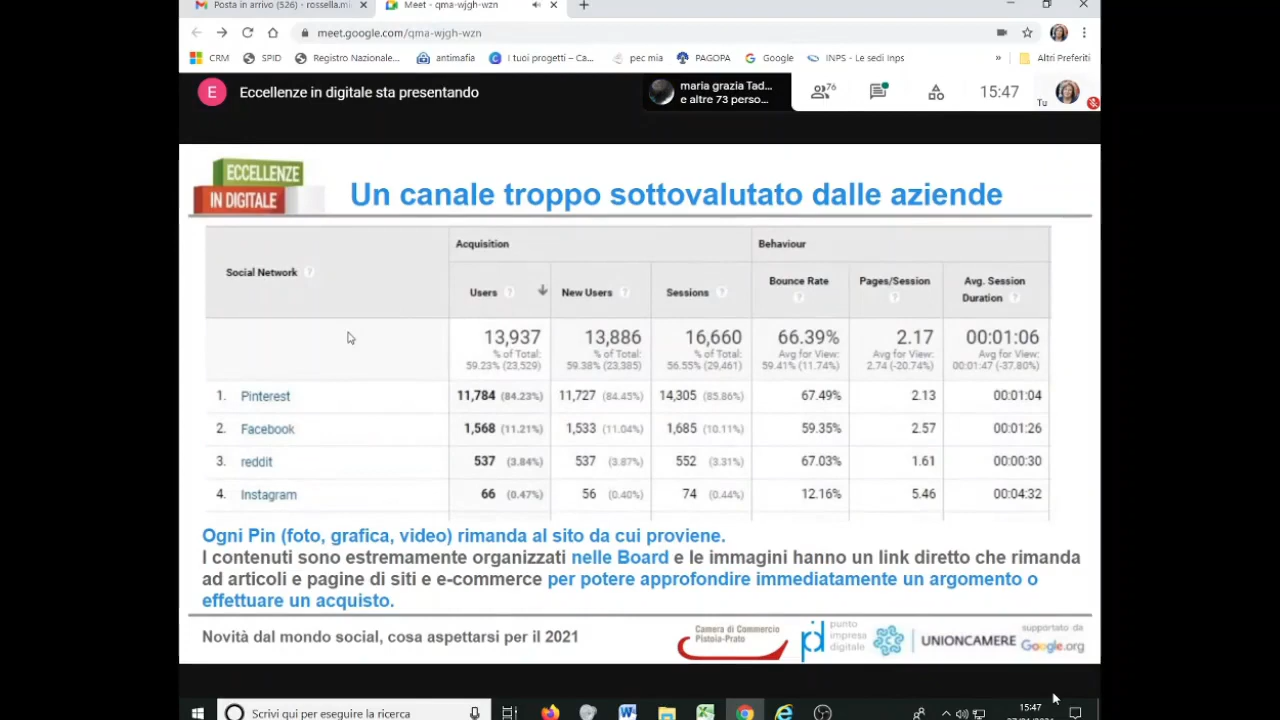 Posta in arrivo (526) - rossella.mi
Meet - qma-wjgh-wzn
meet.google.com/qma-wjgh-wzn
CRM SPID Registro Nazionale... antimafia I tuoi progetti – Ca... pec mia PAGOPA Google INPS - Le sedi Inps » Altri Preferiti
E Eccellenze in digitale sta presentando
maria grazia Tad...
e altre 73 perso...
76
15:47
Tu
ECCELLENZE
IN DIGITALE
Un canale troppo sottovalutato dalle aziende
Social Network ?
Acquisition
Behaviour
Users ? New Users ? Sessions ? Bounce Rate ? Pages/Session ? Avg. Session
Duration ?
13,937 13,886 16,660 66.39% 2.17 00:01:06
% of Total: % of Total: % of Total: Avg for View: Avg for View: Avg for View:
59.23% (23,529) 59.38% (23,385) 56.55% (29,461) 59.41% (11.74%) 2.74 (-20.74%) 00:01:47 (-37.80%)
1. Pinterest 11,784 (84.23%) 11,727 (84.45%) 14,305 (85.86%) 67.49% 2.13 00:01:04
2. Facebook 1,568 (11.21%) 1,533 (11.04%) 1,685 (10.11%) 59.35% 2.57 00:01:26
3. reddit 537 (3.84%) 537 (3.87%) 552 (3.31%) 67.03% 1.61 00:00:30
4. Instagram 66 (0.47%) 56 (0.40%) 74 (0.44%) 12.16% 5.46 00:04:32
Ogni Pin (foto, grafica, video) rimanda al sito da cui proviene.
I contenuti sono estremamente organizzati nelle Board e le immagini hanno un link diretto che rimanda
ad articoli e pagine di siti e e-commerce per potere approfondire immediatamente un argomento o
effettuare un acquisto.
Novità dal mondo social, cosa aspettarsi per il 2021
Camera di Commercio
Pistoia-Prato
punto
impresa
digitale
UNIONCAMERE
supportato da
Google.org
Scrivi qui per eseguire la ricerca
15:47